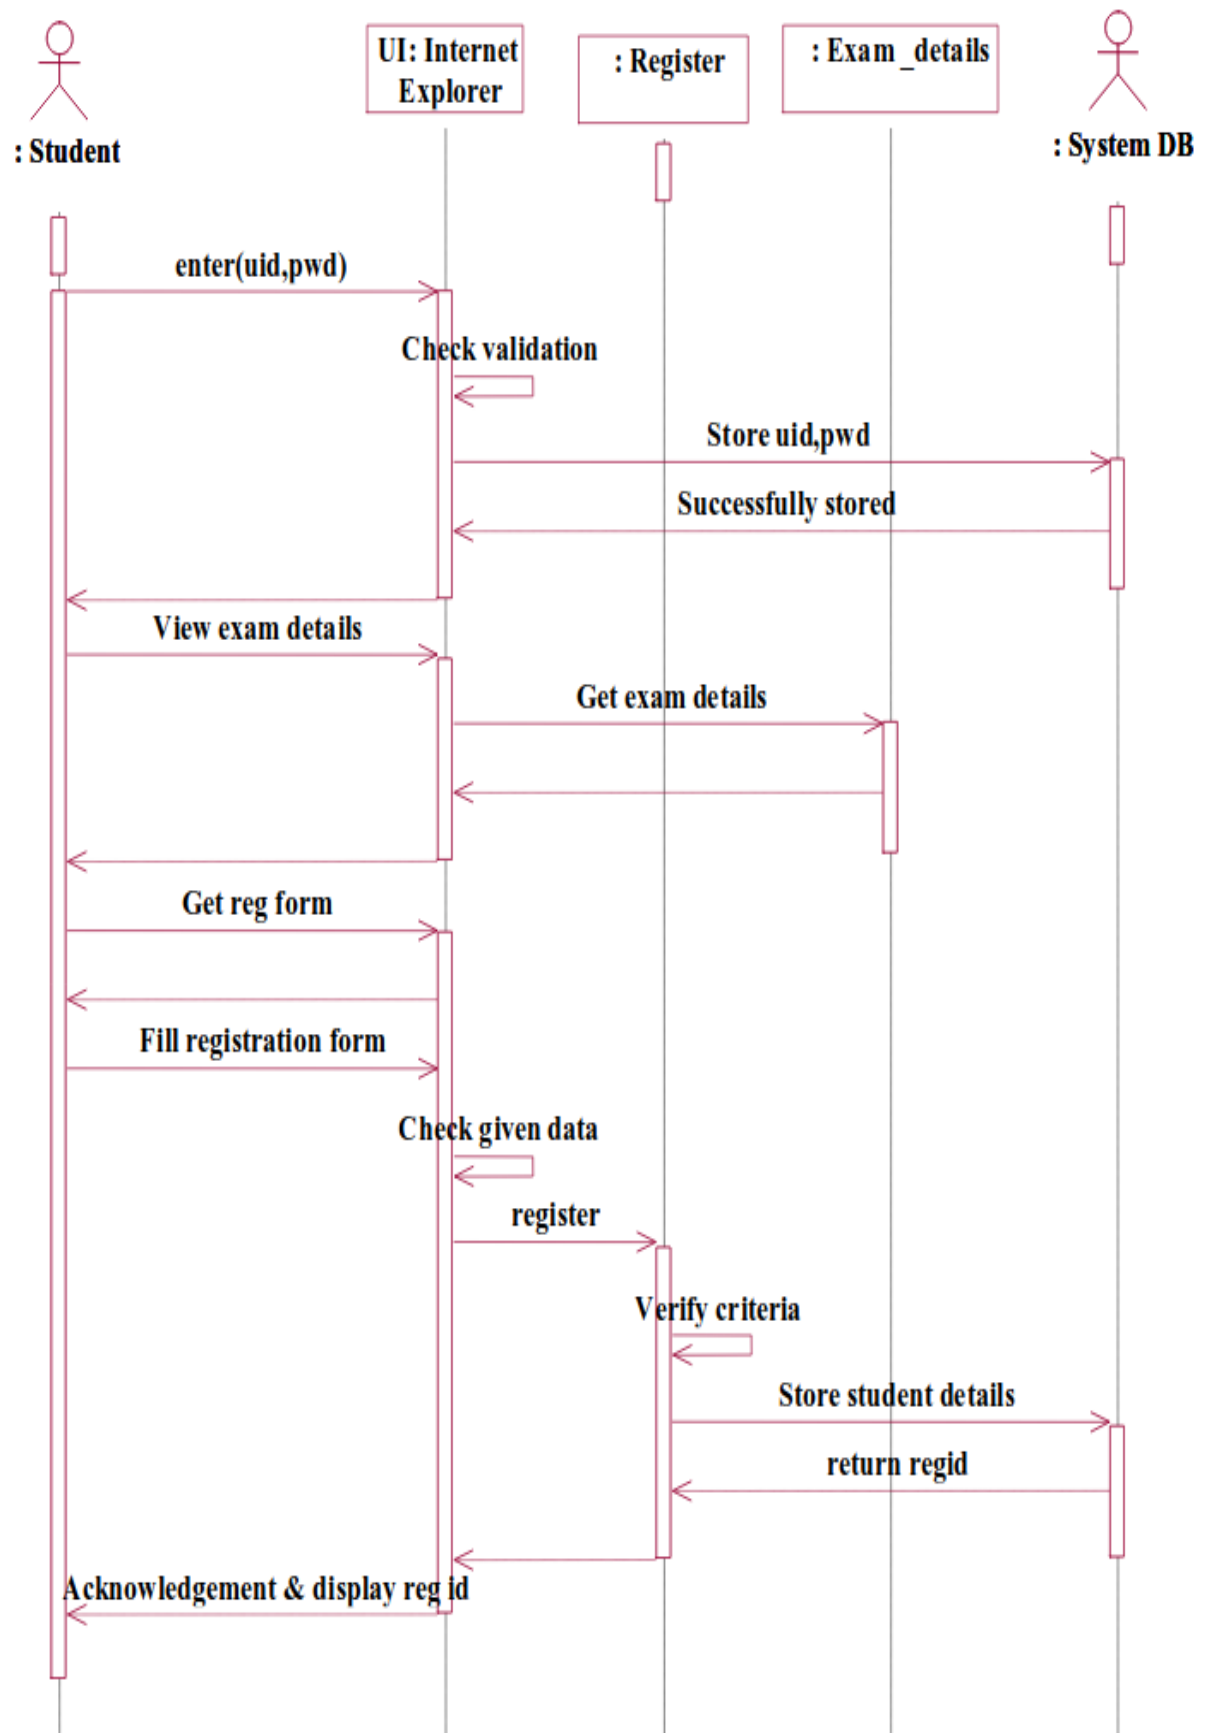 UI: Internet
Explorer
: Register
: Exam_details
: Student
: System DB
enter(uid,pwd)
Check validation
Store uid,pwd
Successfully stored
View exam details
Get exam details
Get reg form
Fill registration form
Check given data
register
Verify criteria
Store student details
return regid
Acknowledgement & display reg id